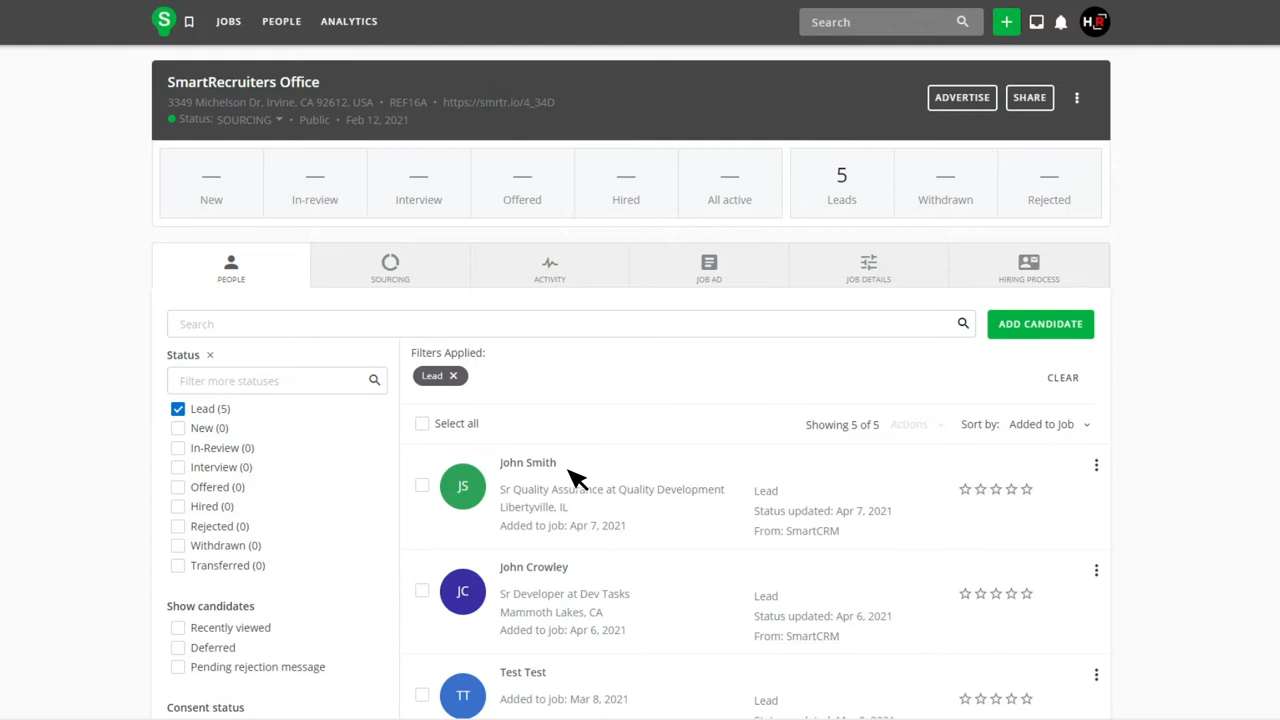 S JOBS PEOPLE ANALYTICS Search + HR
SmartRecruiters Office
3349 Michelson Dr, Irvine, CA 92612, USA • REF16A • https://smrtr.io/4_34D
Status: SOURCING • Public • Feb 12, 2021
ADVERTISE SHARE
— — — — — — 5 — —
New In-review Interview Offered Hired All active Leads Withdrawn Rejected
PEOPLE SOURCING ACTIVITY JOB AD JOB DETAILS HIRING PROCESS
Search
ADD CANDIDATE
Status ×
Filter more statuses
Lead (5)
New (0)
In-Review (0)
Interview (0)
Offered (0)
Hired (0)
Rejected (0)
Withdrawn (0)
Transferred (0)
Show candidates
Recently viewed
Deferred
Pending rejection message
Consent status
Filters Applied:
Lead ✕
CLEAR
Select all
Showing 5 of 5 Actions Sort by: Added to Job
JS
John Smith
Sr Quality Assurance at Quality Development
Libertyville, IL
Added to job: Apr 7, 2021
Lead
Status updated: Apr 7, 2021
From: SmartCRM
JC
John Crowley
Sr Developer at Dev Tasks
Mammoth Lakes, CA
Added to job: Apr 6, 2021
Lead
Status updated: Apr 6, 2021
From: SmartCRM
TT
Test Test
Added to job: Mar 8, 2021
Lead